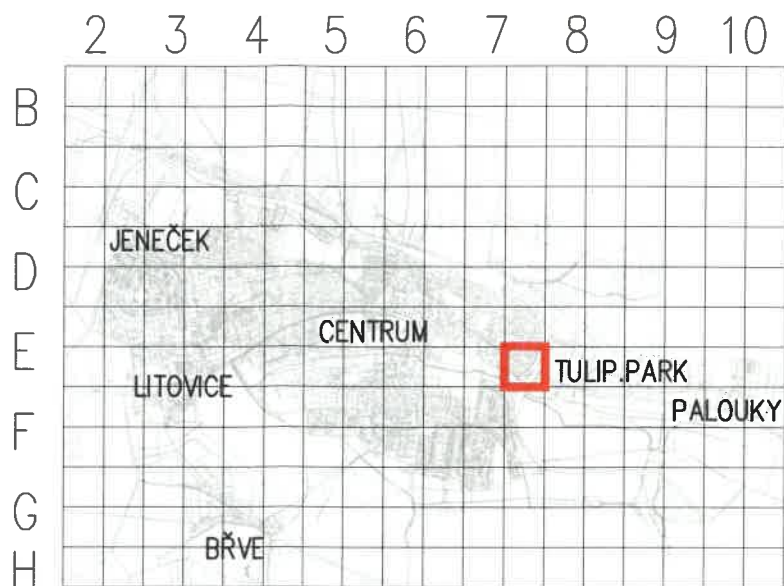 2 3 4 5 6 7 8 9 10
B
C
JENEČEK
D
CENTRUM
E
TULIP.PARK
LITOVICE
PALOUKY
F
G
BŘVE
H